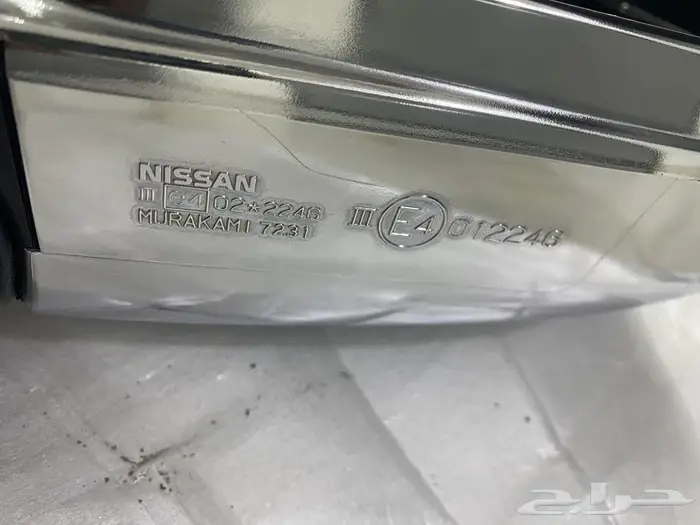 NISSAN
III e4 02*2246
MURAKAMI 7231
III E4 012246
حراج